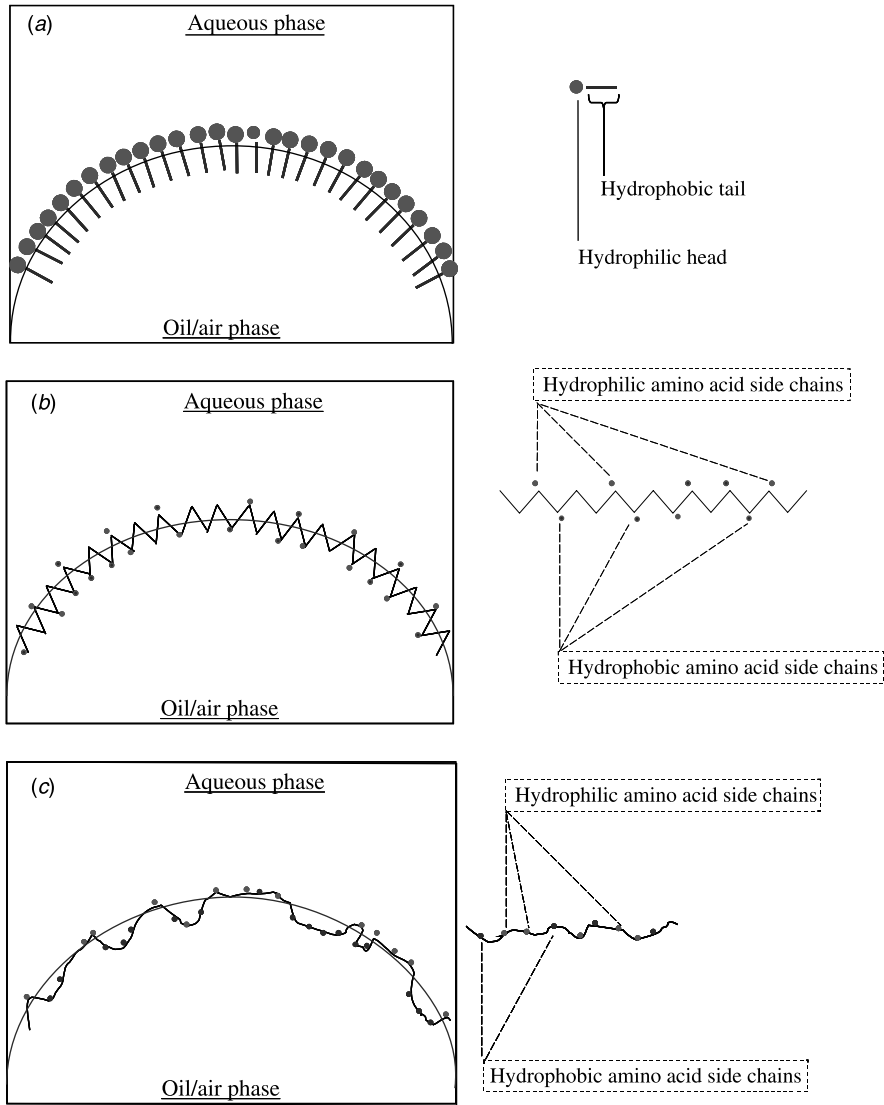 (a)
Aqueous phase
Hydrophobic tail
Hydrophilic head
Oil/air phase
(b)
Aqueous phase
Hydrophilic amino acid side chains
Hydrophobic amino acid side chains
Oil/air phase
(c)
Aqueous phase
Hydrophilic amino acid side chains
Hydrophobic amino acid side chains
Oil/air phase